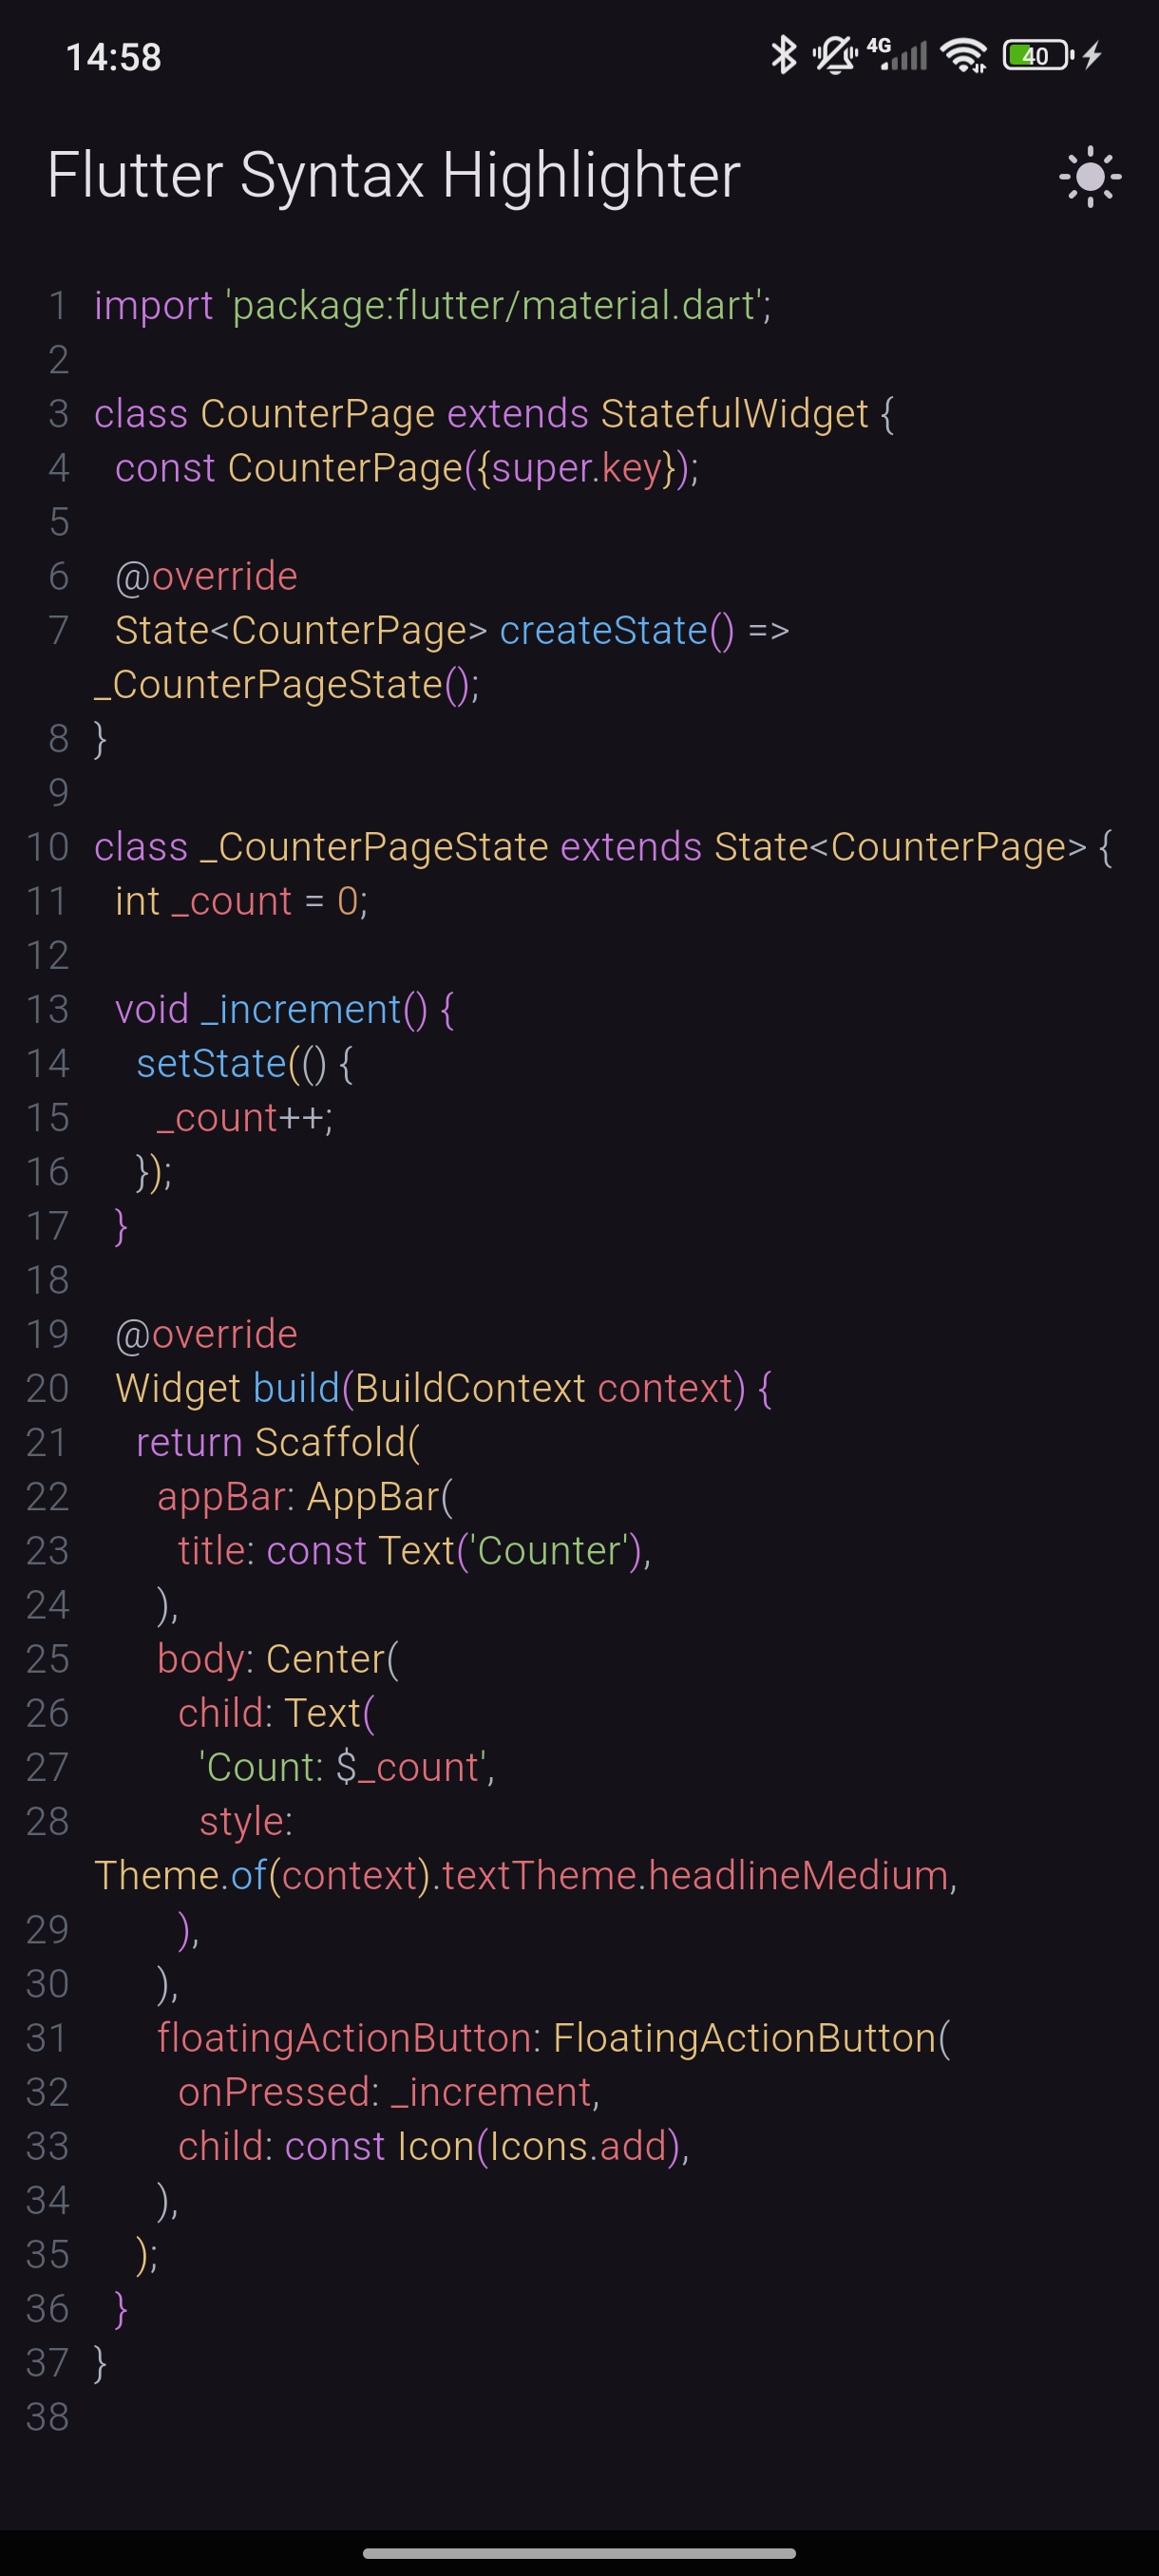 14:58
4G
40
Flutter Syntax Highlighter
1 import 'package:flutter/material.dart';
2
3 class CounterPage extends StatefulWidget {
4   const CounterPage({super.key});
5
6   @override
7   State<CounterPage> createState() =>
_CounterPageState();
8 }
9
10 class _CounterPageState extends State<CounterPage> {
11   int _count = 0;
12
13   void _increment() {
14     setState(() {
15       _count++;
16     });
17   }
18
19   @override
20   Widget build(BuildContext context) {
21     return Scaffold(
22       appBar: AppBar(
23         title: const Text('Counter'),
24       ),
25       body: Center(
26         child: Text(
27           'Count: $_count',
28           style:
Theme.of(context).textTheme.headlineMedium,
29         ),
30       ),
31       floatingActionButton: FloatingActionButton(
32         onPressed: _increment,
33         child: const Icon(Icons.add),
34       ),
35     );
36   }
37 }
38